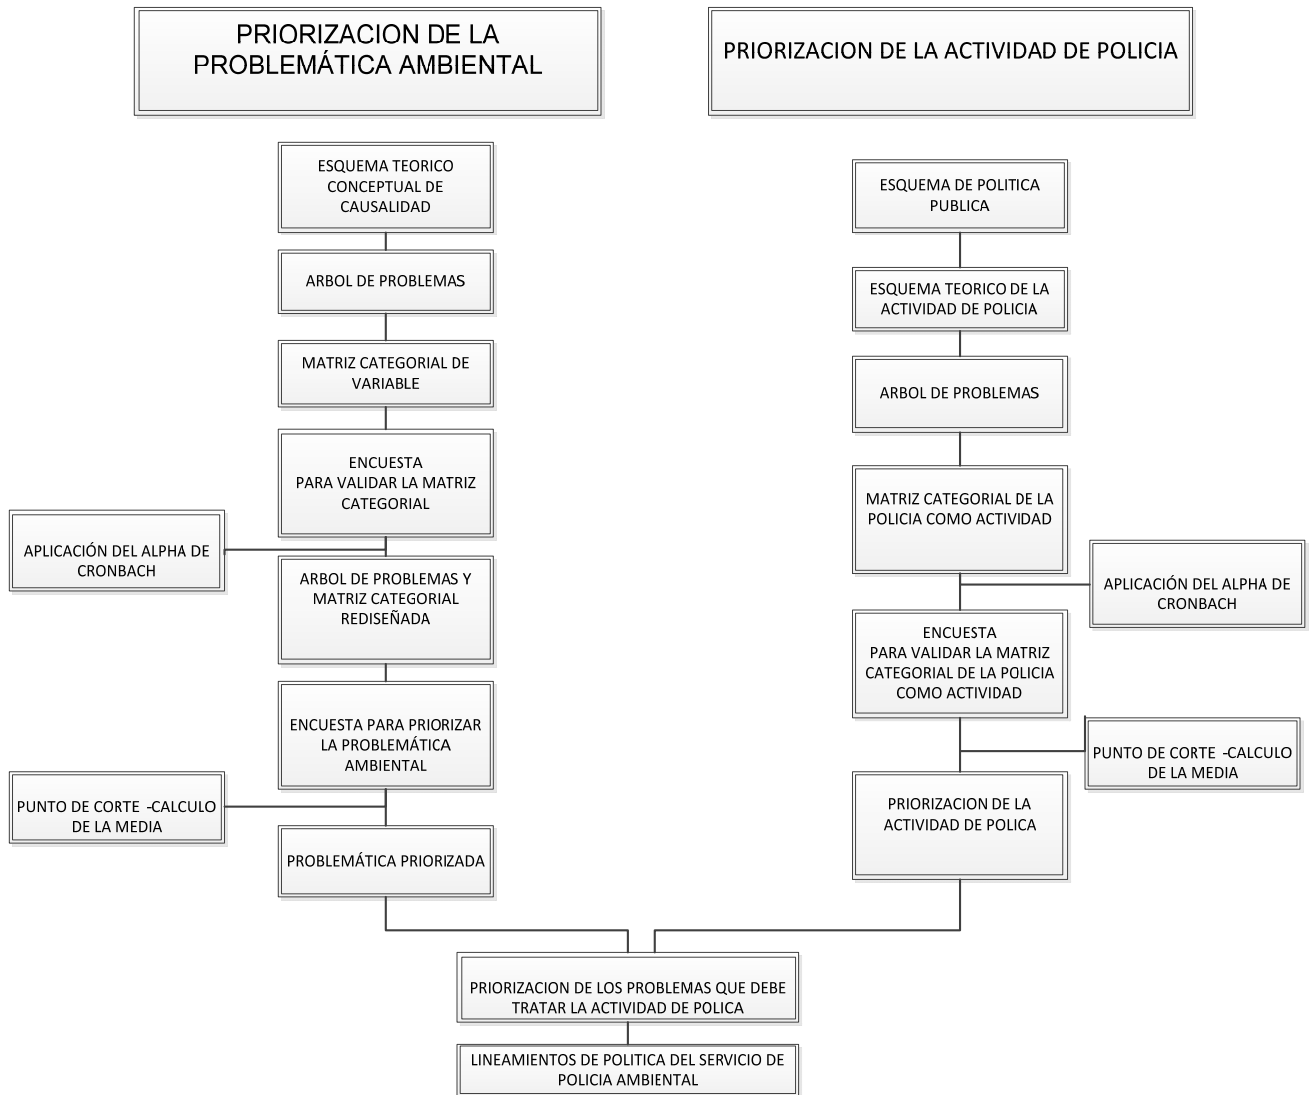 PRIORIZACION DE LA
PROBLEMÁTICA AMBIENTAL
ESQUEMA TEORICO
CONCEPTUAL DE
CAUSALIDAD
ARBOL DE PROBLEMAS
MATRIZ CATEGORIAL DE
VARIABLE
ENCUESTA
PARA VALIDAR LA MATRIZ
CATEGORIAL
APLICACIÓN DEL ALPHA DE
CRONBACH
ARBOL DE PROBLEMAS Y
MATRIZ CATEGORIAL
REDISEÑADA
ENCUESTA PARA PRIORIZAR
LA PROBLEMÁTICA
AMBIENTAL
PUNTO DE CORTE -CALCULO
DE LA MEDIA
PROBLEMÁTICA PRIORIZADA
PRIORIZACION DE LA ACTIVIDAD DE POLICIA
ESQUEMA DE POLITICA
PUBLICA
ESQUEMA TEORICO DE LA
ACTIVIDAD DE POLICIA
ARBOL DE PROBLEMAS
MATRIZ CATEGORIAL DE LA
POLICIA COMO ACTIVIDAD
APLICACIÓN DEL ALPHA DE
CRONBACH
ENCUESTA
PARA VALIDAR LA MATRIZ
CATEGORIAL DE LA POLICIA
COMO ACTIVIDAD
PUNTO DE CORTE -CALCULO
DE LA MEDIA
PRIORIZACION DE LA
ACTIVIDAD DE POLICA
PRIORIZACION DE LOS PROBLEMAS QUE DEBE
TRATAR LA ACTIVIDAD DE POLICA
LINEAMIENTOS DE POLITICA DEL SERVICIO DE
POLICIA AMBIENTAL